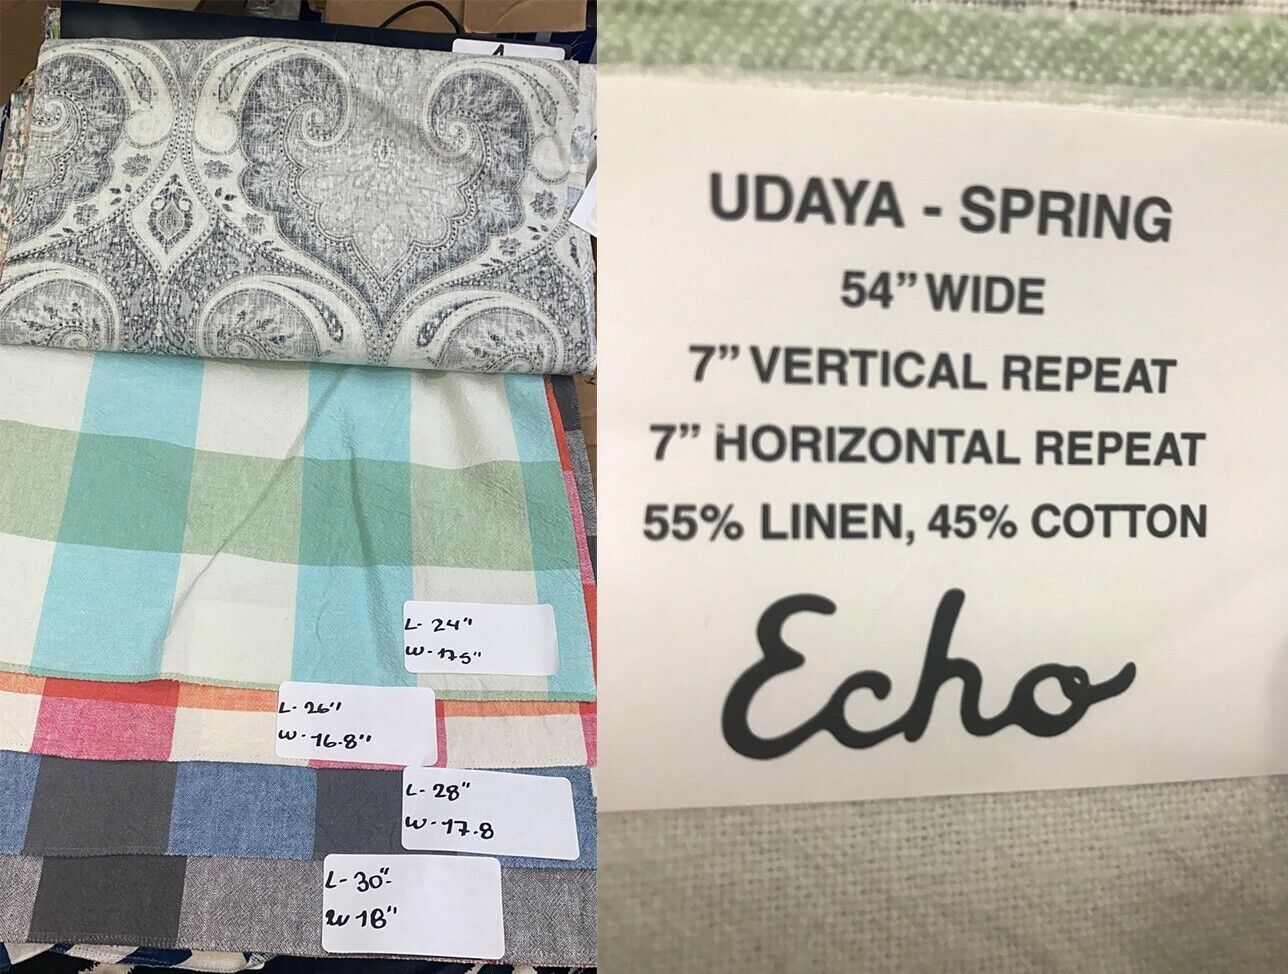 L- 24"
W- 17.5"
L- 26"
W- 16.8"
L- 28"
W- 17.8
L- 30"
W 18"
UDAYA - SPRING
54” WIDE
7” VERTICAL REPEAT
7” HORIZONTAL REPEAT
55% LINEN, 45% COTTON
Echo